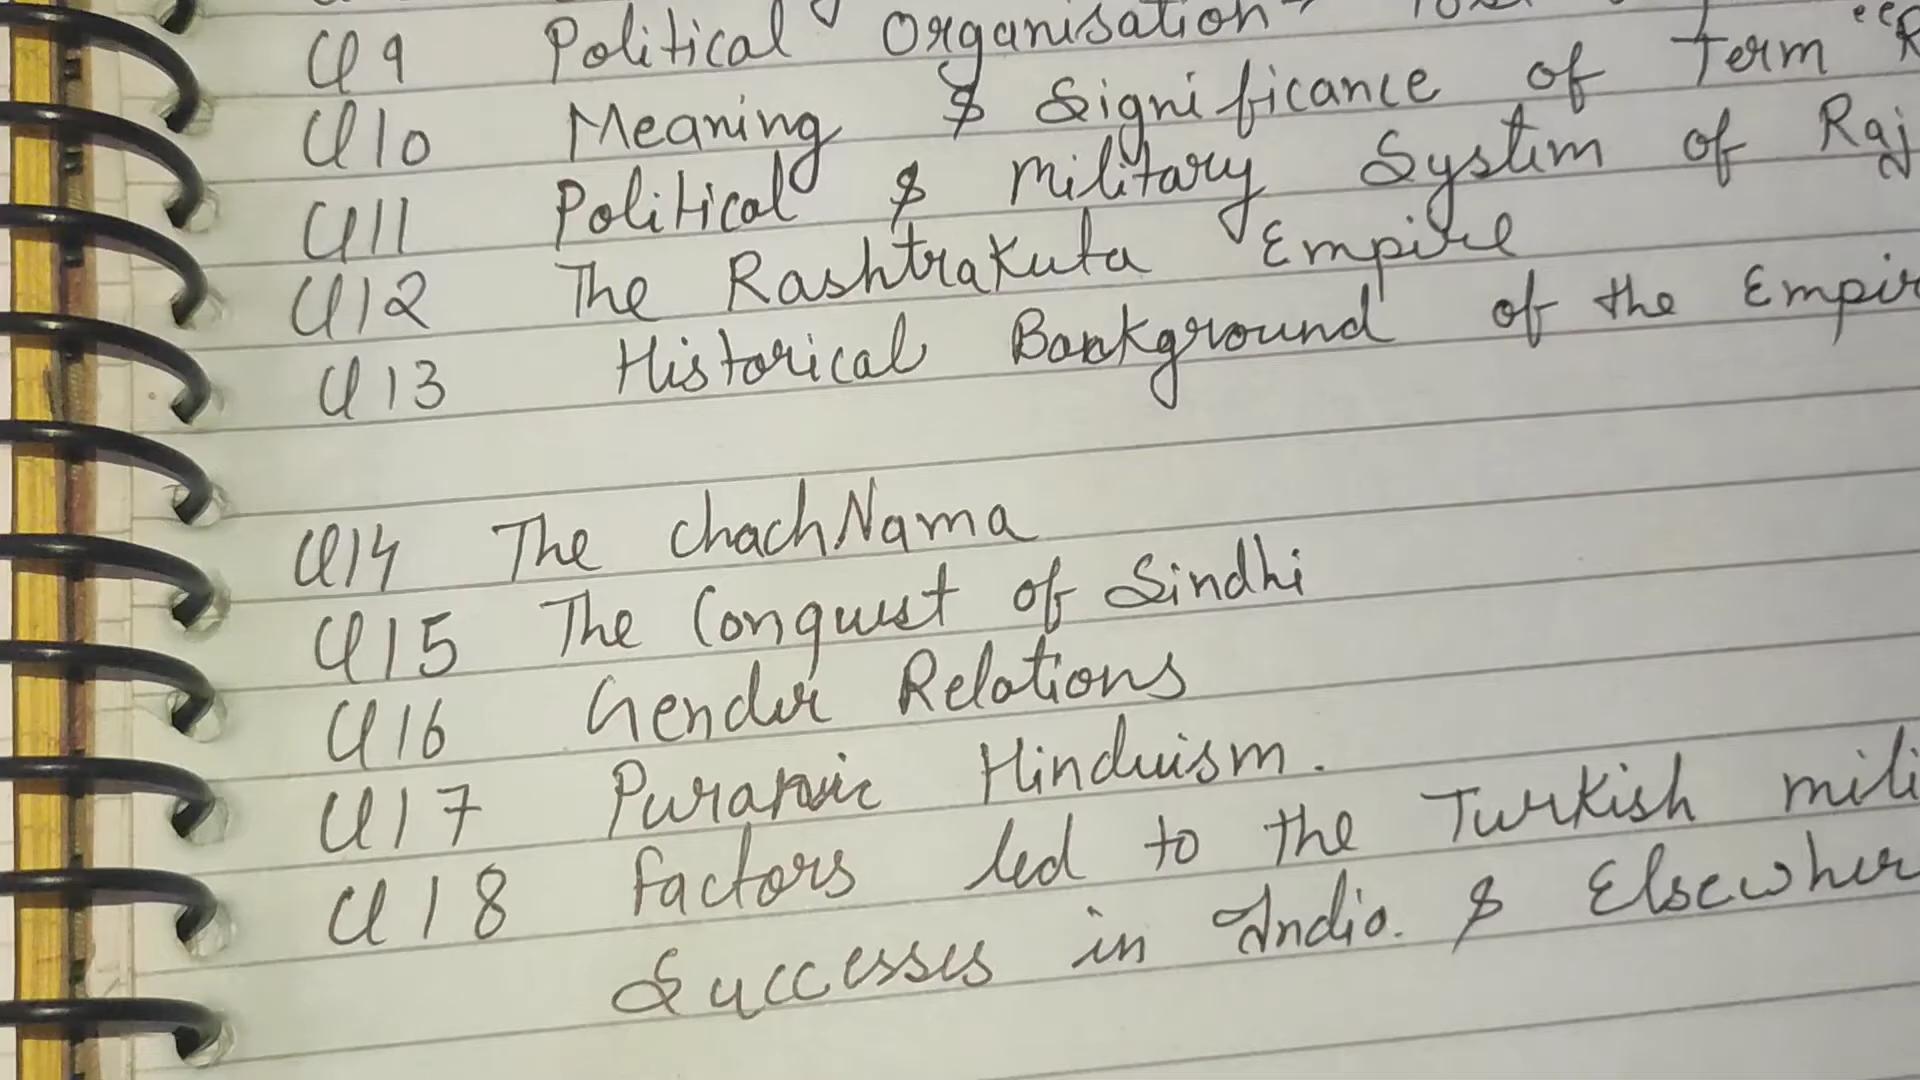 Q9 Political Organisation
Q10 Meaning & Significance of Term "
Q11 Political & military System of Raj
Q12 The Rashtrakuta Empire
Q13 Historical Background of the Empir
Q14 The chachNama
Q15 The Conquest of Sindhi
Q16 Gender Relations
Q17 Puranic Hinduism.
Q18 factors led to the Turkish mili
Successes in India. & Elsewher